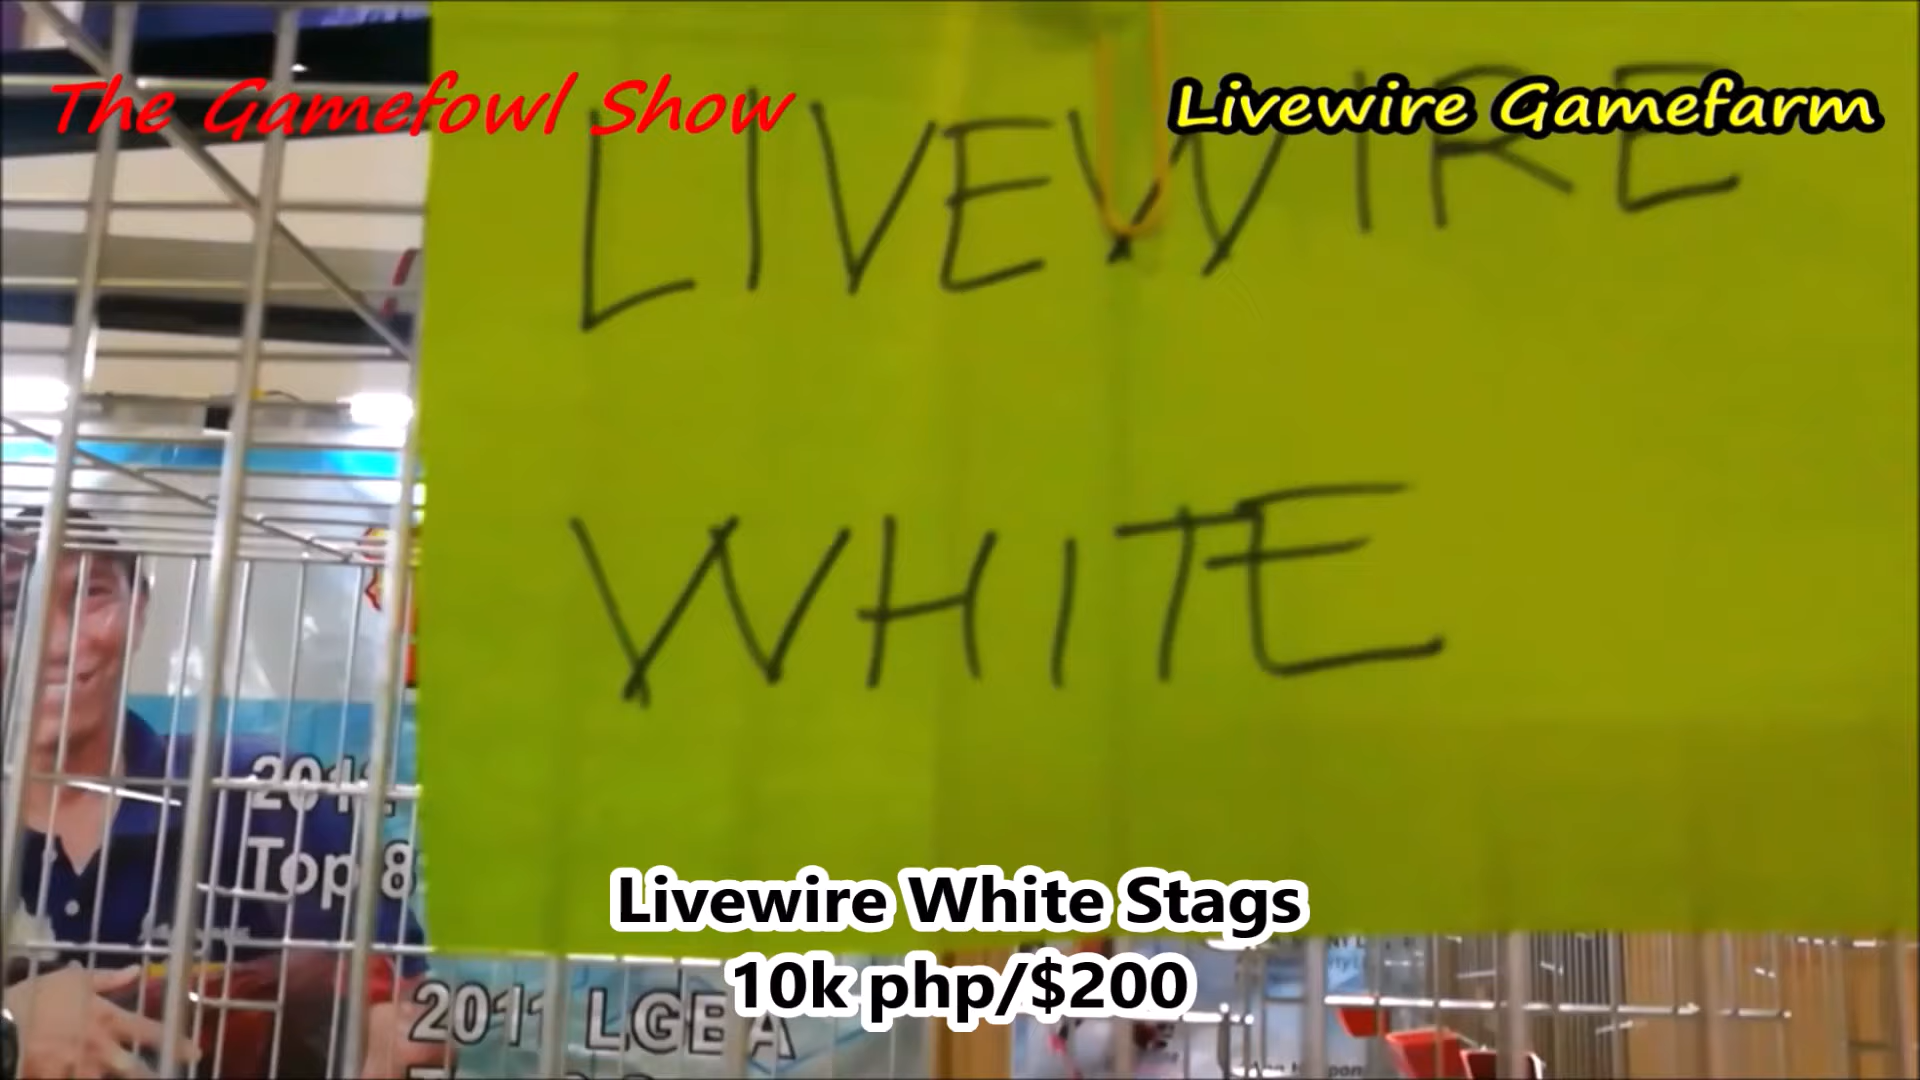 The Gamefowl Show
Livewire Gamefarm
LIVEWIRE
WHITE
Top 8
Livewire White Stags
10k php/$200
2011 LGBA